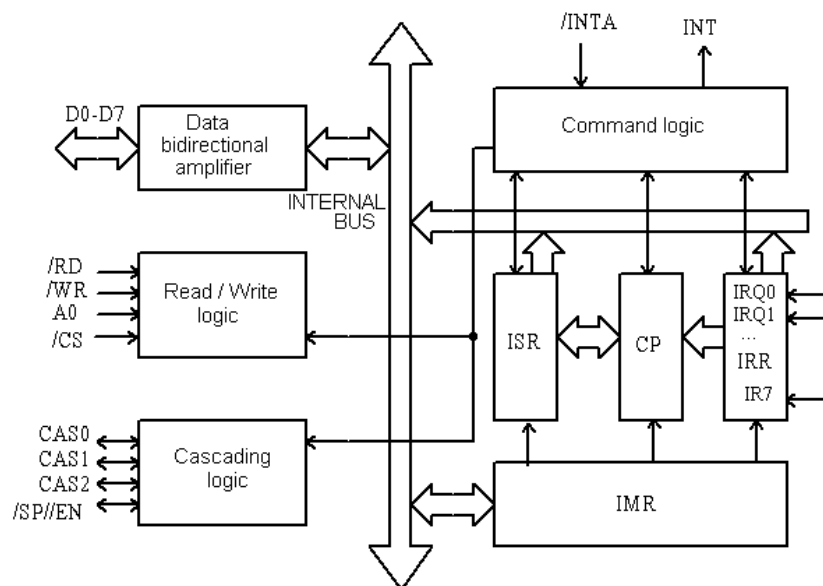 /INTA
INT
D0-D7
Data
bidirectional
amplifier
Command logic
INTERNAL
BUS
/RD
/WR
A0
/CS
Read / Write
logic
ISR
CP
IRQ0
IRQ1
...
IRR
IR7
CAS0
CAS1
CAS2
/SP//EN
Cascading
logic
IMR